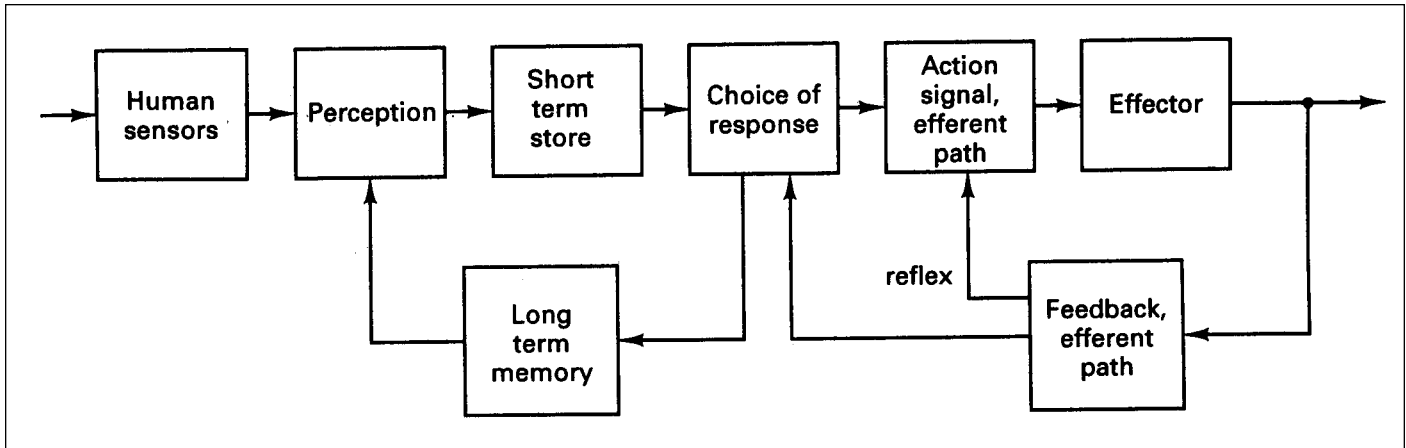 Human
sensors
Perception
Short
term
store
Choice of
response
Action
signal,
efferent
path
Effector
reflex
Long
term
memory
Feedback,
efferent
path